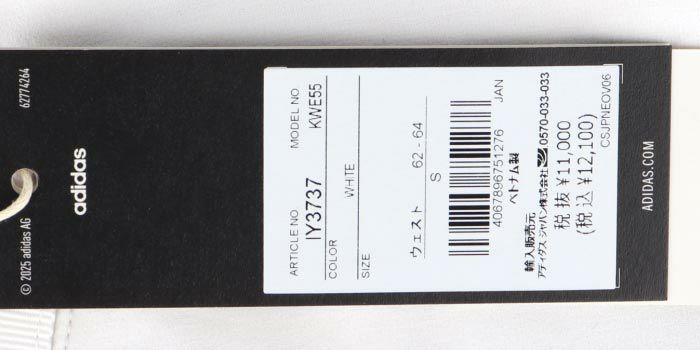 62774264
adidas
© 2025 adidas AG
ARTICLE NO MODEL NO.
IY3737 KWE55
COLOR
WHITE
SIZE
ウェスト 62 - 64
S
JAN
4067896751276
ベトナム製
輸入販売元
アディダス ジャパン株式会社 0570-033-033
税 抜 ¥11,000
(税 込 ¥12,100)
CSJPNEOV06
ADIDAS.COM